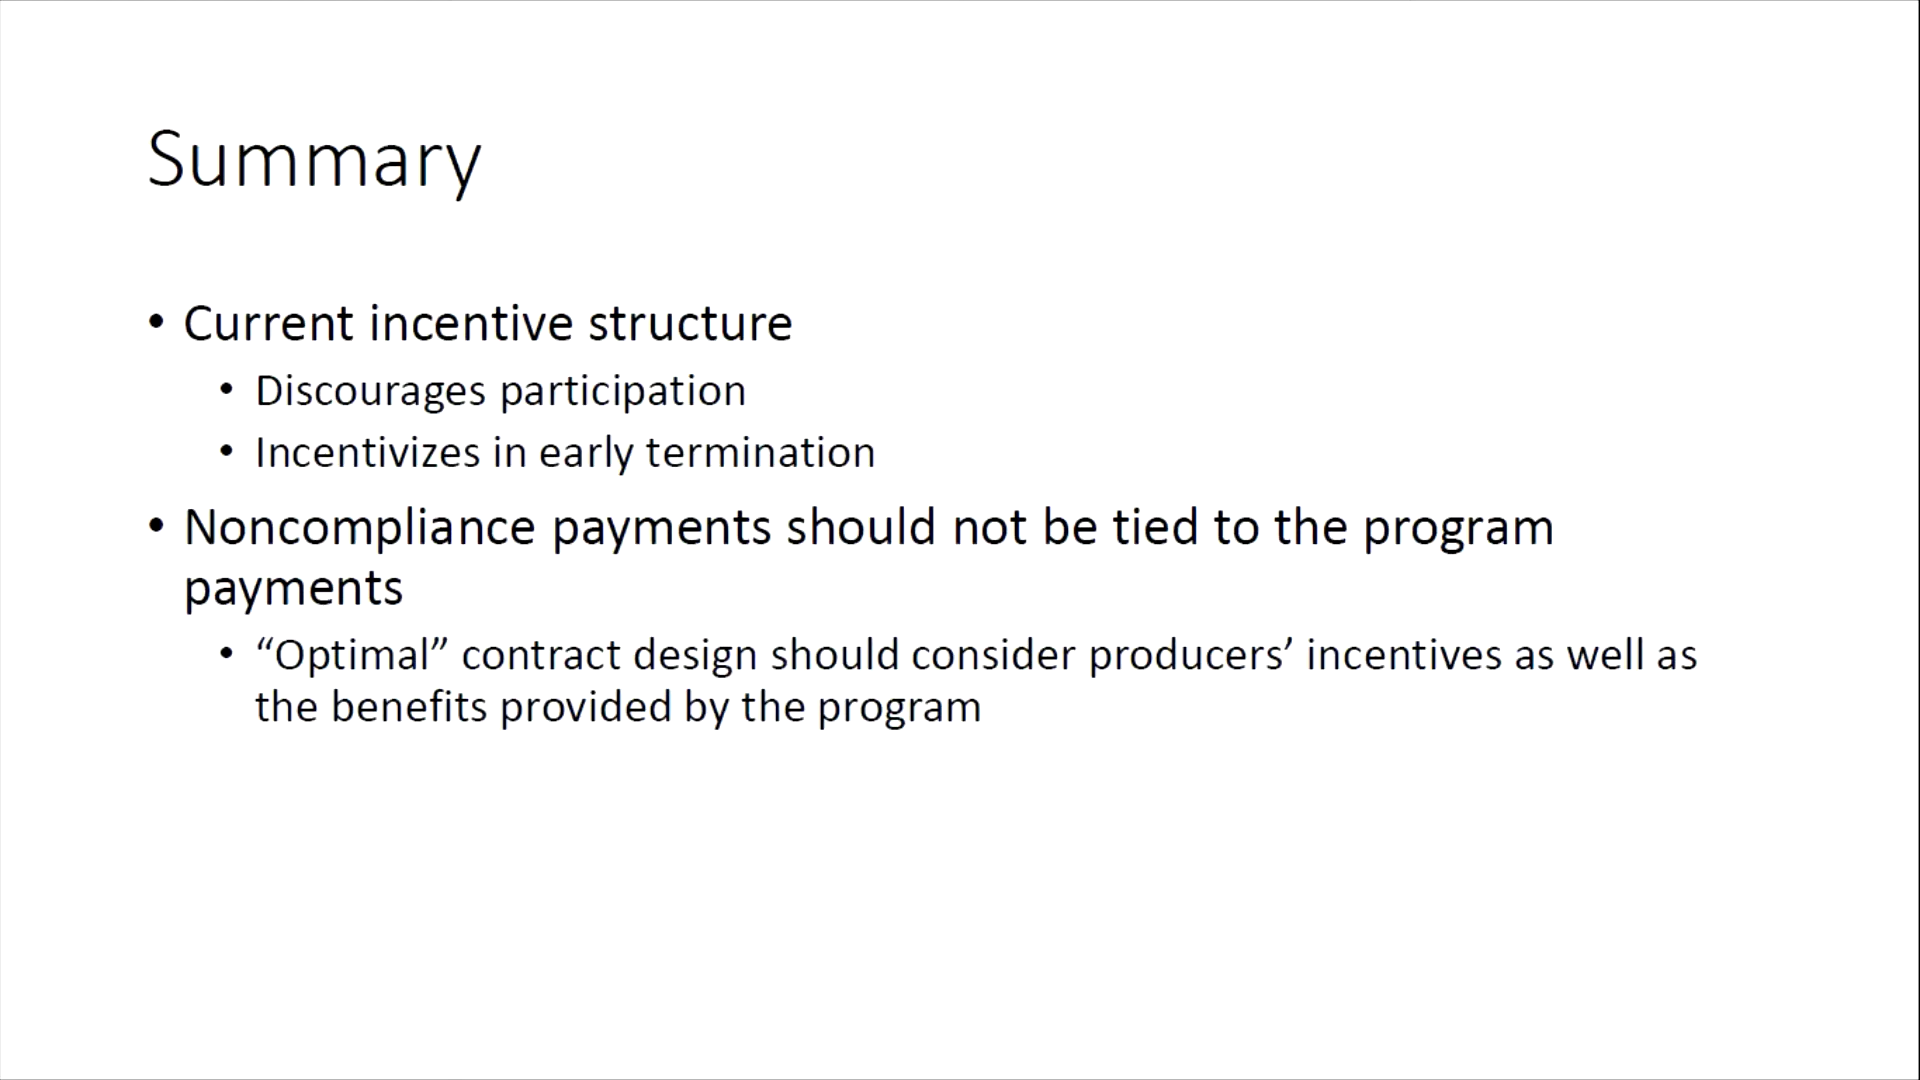 Summary
• Current incentive structure
• Discourages participation
• Incentivizes in early termination
• Noncompliance payments should not be tied to the program
payments
• “Optimal” contract design should consider producers’ incentives as well as
the benefits provided by the program